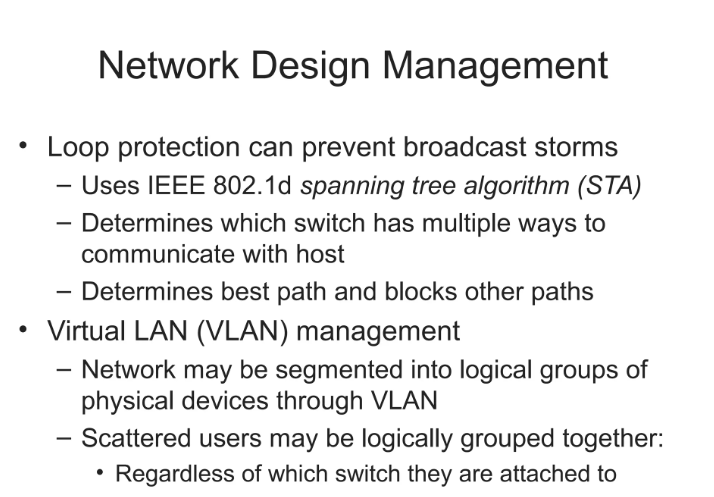 Network Design Management
• Loop protection can prevent broadcast storms
– Uses IEEE 802.1d spanning tree algorithm (STA)
– Determines which switch has multiple ways to
communicate with host
– Determines best path and blocks other paths
• Virtual LAN (VLAN) management
– Network may be segmented into logical groups of
physical devices through VLAN
– Scattered users may be logically grouped together:
• Regardless of which switch they are attached to